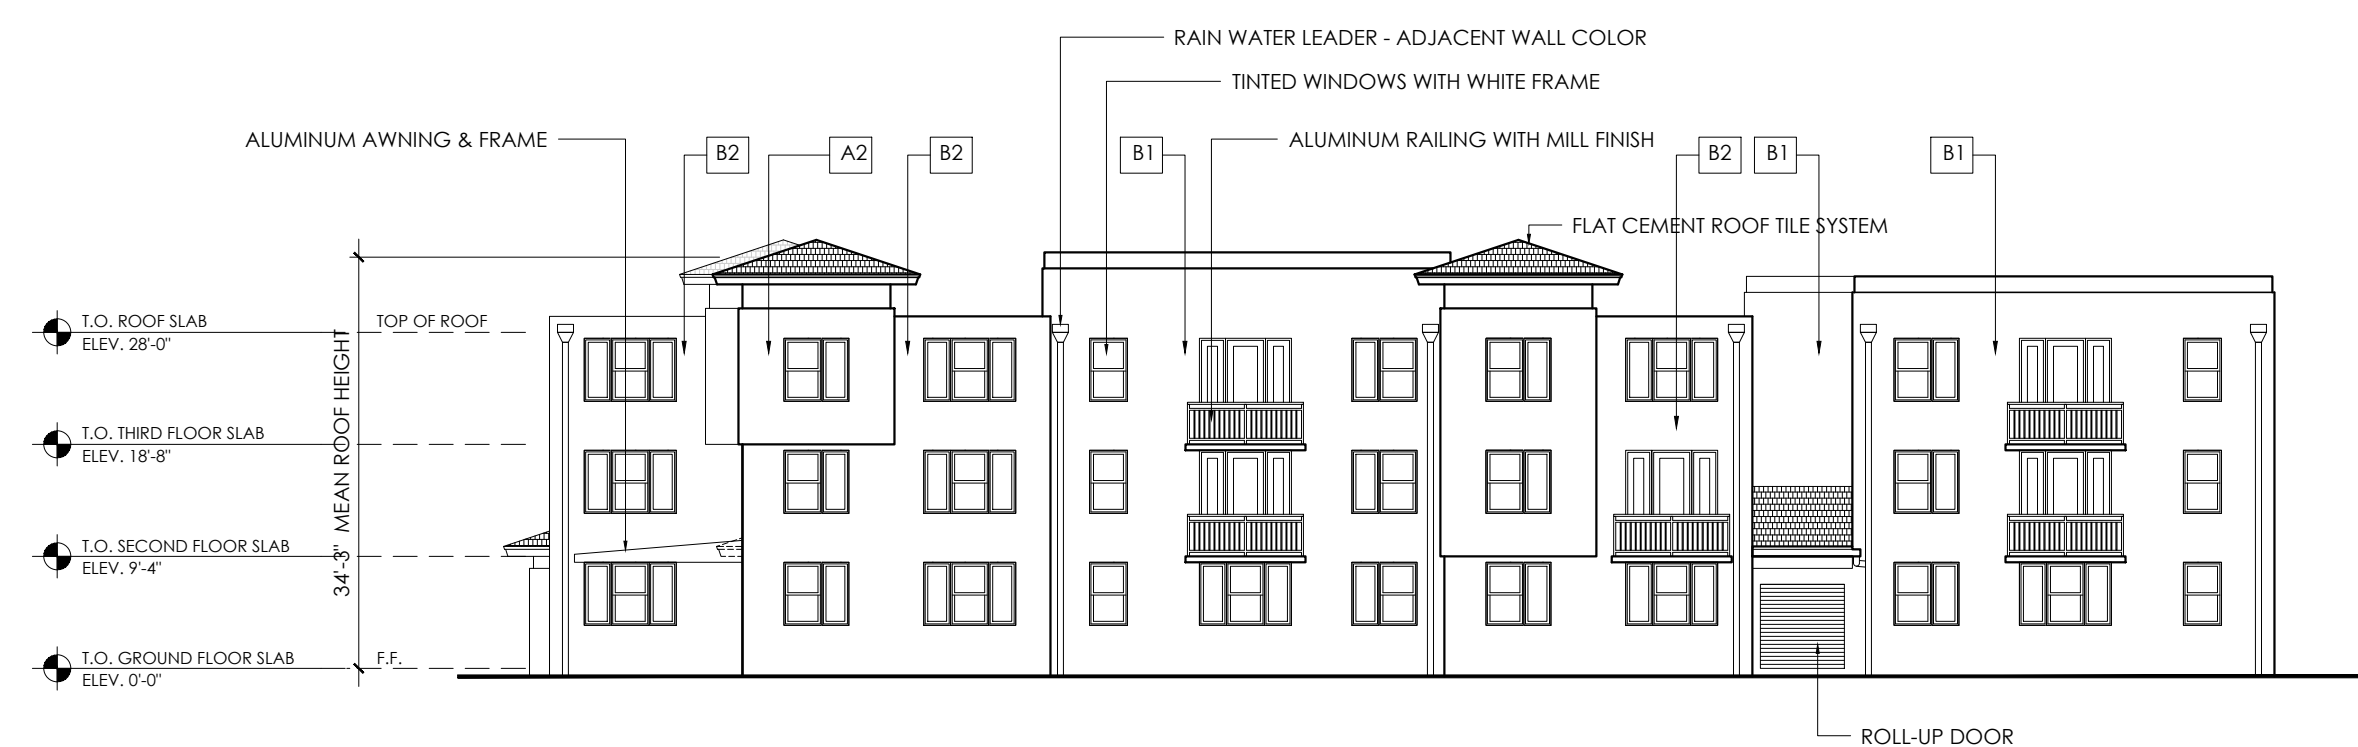 RAIN WATER LEADER - ADJACENT WALL COLOR
TINTED WINDOWS WITH WHITE FRAME
ALUMINUM AWNING & FRAME
B2
A2
B2
B1
ALUMINUM RAILING WITH MILL FINISH
B2
B1
B1
FLAT CEMENT ROOF TILE SYSTEM
T.O. ROOF SLAB
ELEV. 28'-0"
TOP OF ROOF
T.O. THIRD FLOOR SLAB
ELEV. 18'-8"
34'-3" MEAN ROOF HEIGHT
T.O. SECOND FLOOR SLAB
ELEV. 9'-4"
T.O. GROUND FLOOR SLAB
ELEV. 0'-0"
F.F.
ROLL-UP DOOR